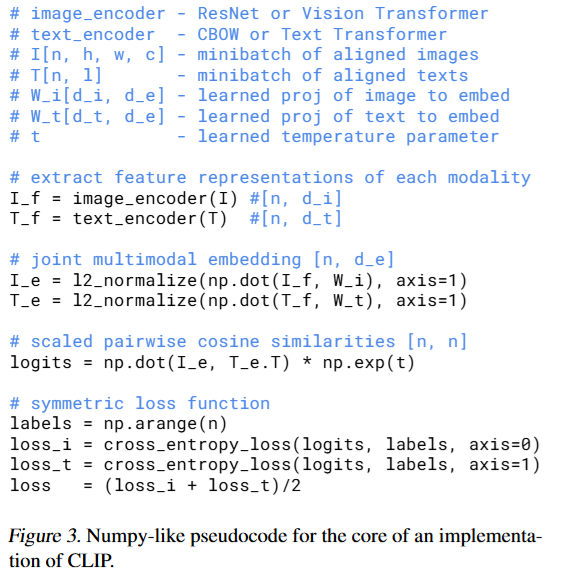 # image_encoder - ResNet or Vision Transformer
# text_encoder  - CBOW or Text Transformer
# I[n, h, w, c] - minibatch of aligned images
# T[n, l]       - minibatch of aligned texts
# W_i[d_i, d_e] - learned proj of image to embed
# W_t[d_t, d_e] - learned proj of text to embed
# t             - learned temperature parameter
# extract feature representations of each modality
I_f = image_encoder(I) #[n, d_i]
T_f = text_encoder(T)  #[n, d_t]
# joint multimodal embedding [n, d_e]
I_e = l2_normalize(np.dot(I_f, W_i), axis=1)
T_e = l2_normalize(np.dot(T_f, W_t), axis=1)
# scaled pairwise cosine similarities [n, n]
logits = np.dot(I_e, T_e.T) * np.exp(t)
# symmetric loss function
labels = np.arange(n)
loss_i = cross_entropy_loss(logits, labels, axis=0)
loss_t = cross_entropy_loss(logits, labels, axis=1)
loss   = (loss_i + loss_t)/2
Figure 3. Numpy-like pseudocode for the core of an implementa-
tion of CLIP.